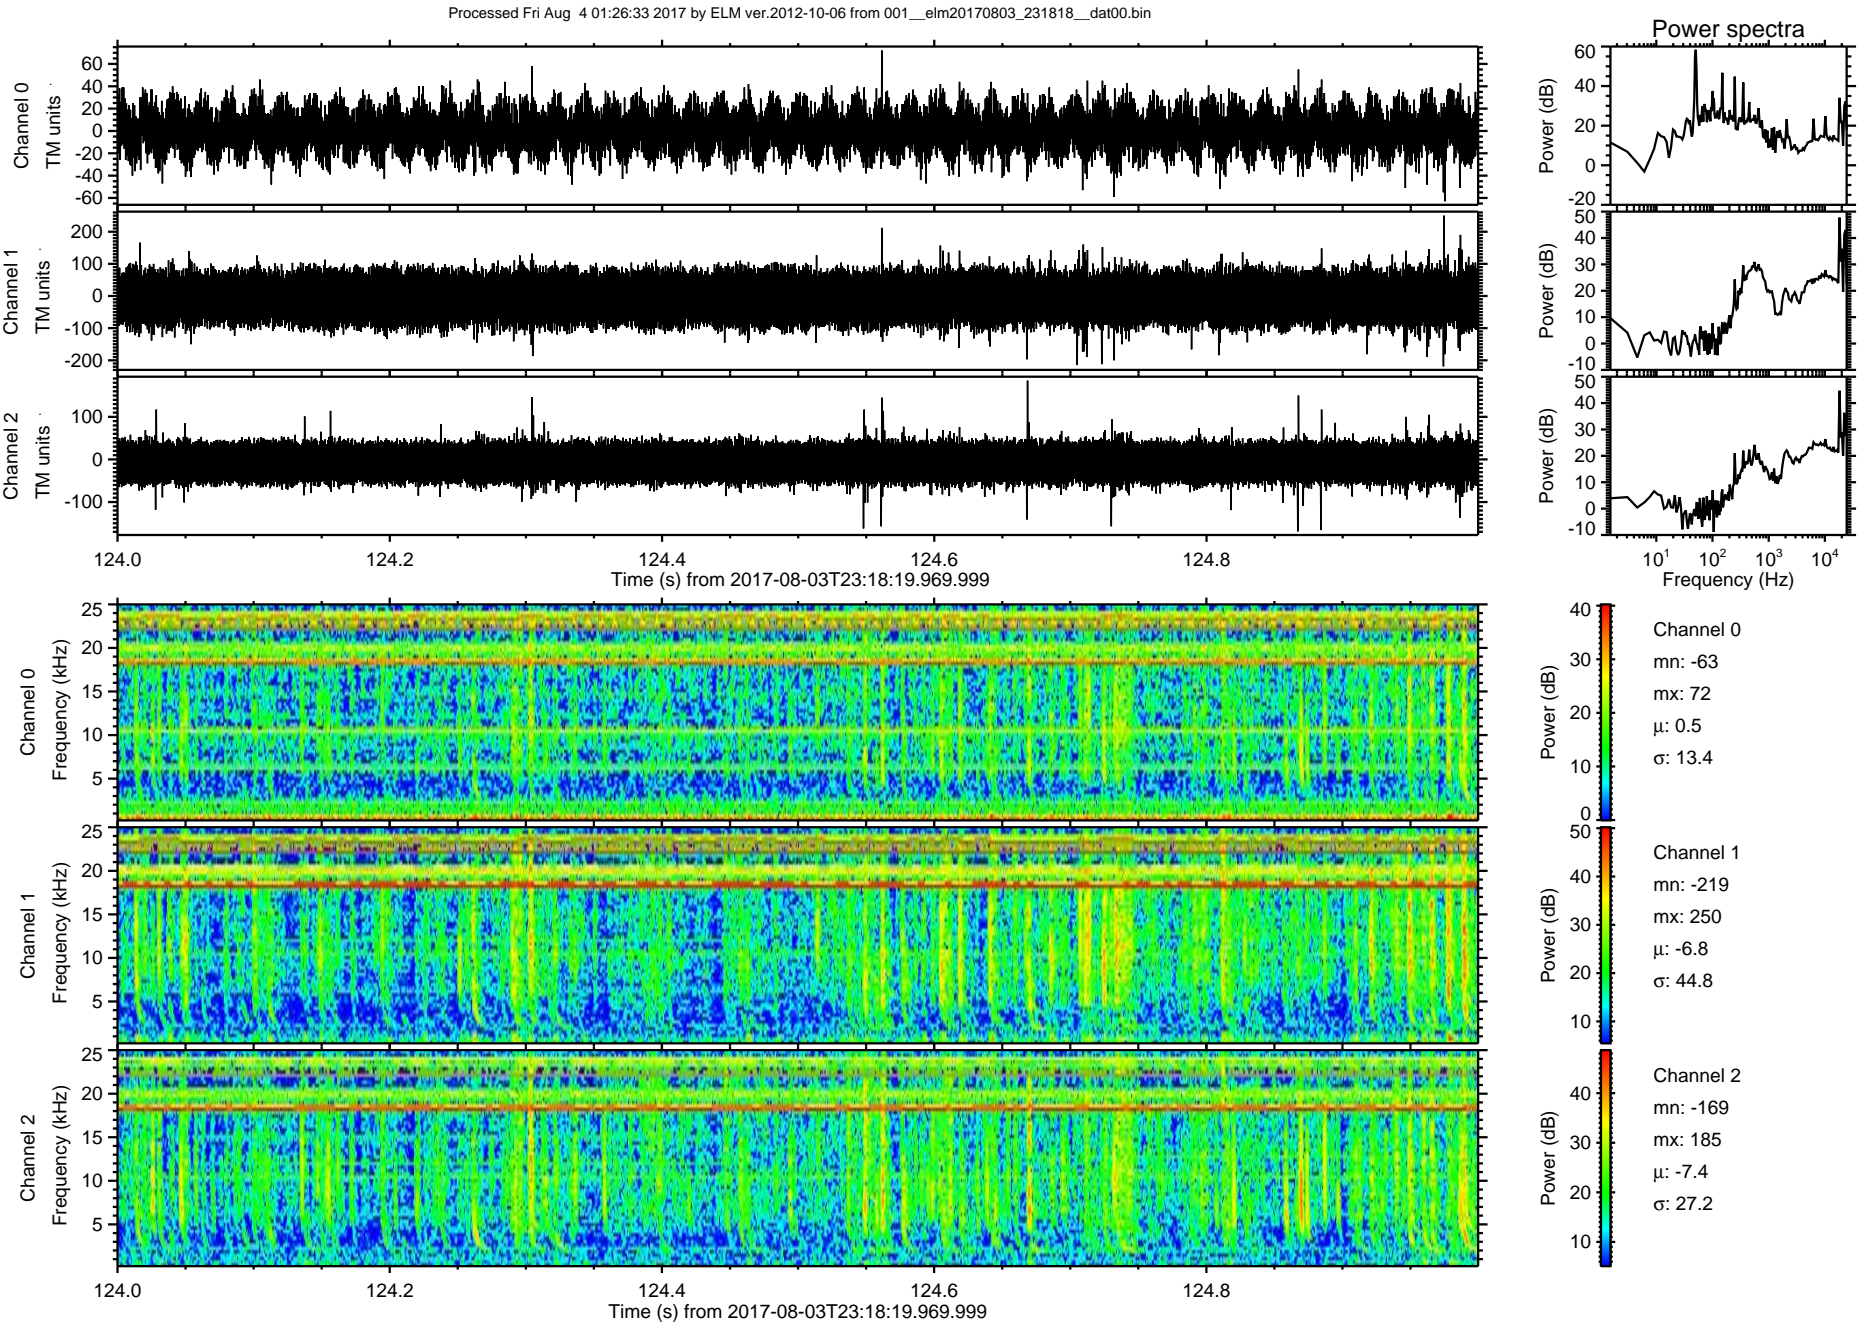 Processed Fri Aug  4 01:26:33 2017 by ELM ver.2012-10-06 from 001__elm20170803_231818__dat00.bin
Power spectra
Channel 0
TM units
60
40
20
0
-20
-40
-60
Power (dB)
60
40
20
0
-20
Channel 1
TM units
200
100
0
-100
-200
Power (dB)
50
40
30
20
10
0
-10
Channel 2
TM units
100
0
-100
Power (dB)
50
40
30
20
10
0
-10
124.0 124.2 124.4 124.6 124.8
Time (s) from 2017-08-03T23:18:19.969.999
10¹ 10² 10³ 10⁴
Frequency (Hz)
Channel 0
Frequency (kHz)
25
20
15
10
5
Power (dB)
40
30
20
10
0
Channel 0
mn: -63
mx: 72
µ: 0.5
σ: 13.4
Channel 1
Frequency (kHz)
25
20
15
10
5
Power (dB)
50
40
30
20
10
Channel 1
mn: -219
mx: 250
µ: -6.8
σ: 44.8
Channel 2
Frequency (kHz)
25
20
15
10
5
Power (dB)
40
30
20
10
Channel 2
mn: -169
mx: 185
µ: -7.4
σ: 27.2
124.0 124.2 124.4 124.6 124.8
Time (s) from 2017-08-03T23:18:19.969.999